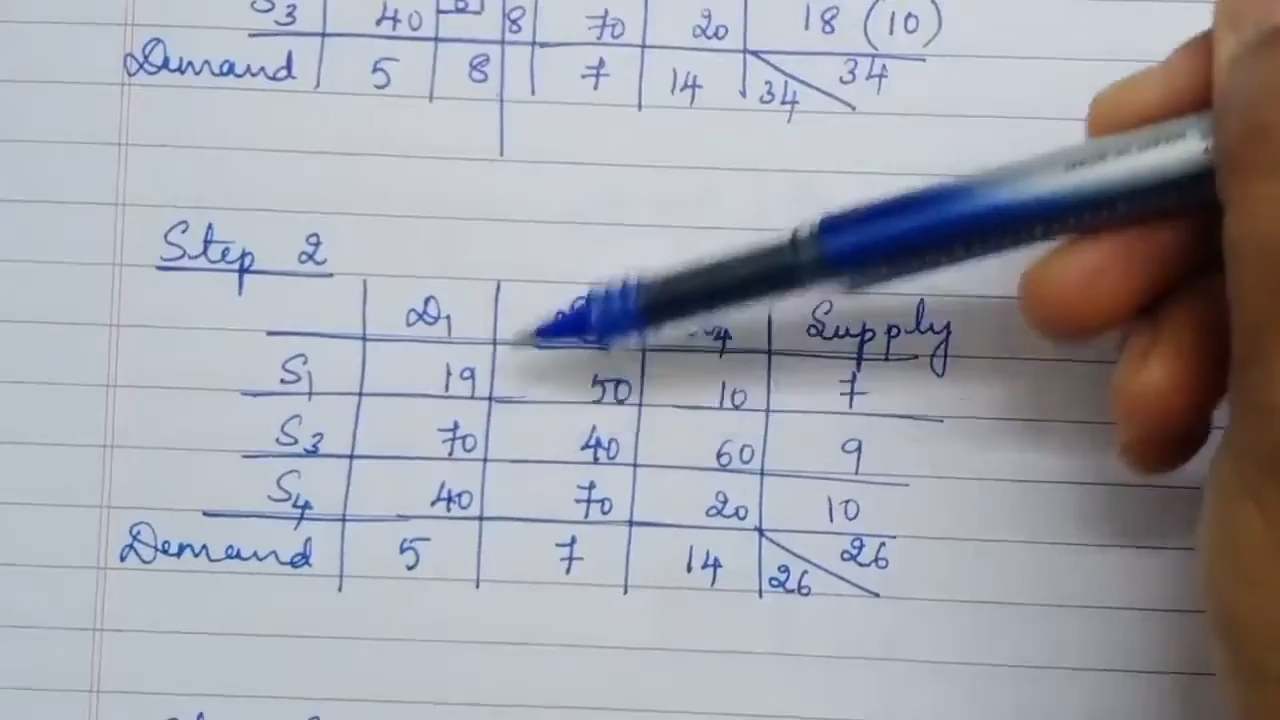 S3 40 8 8 70 20 18 (10)
Demand 5 8 7 14 34 34
Step 2
D1 Supply
S1 19 50 10 7
S3 70 40 60 9
S4 40 70 20 10
Demand 5 7 14 26 26